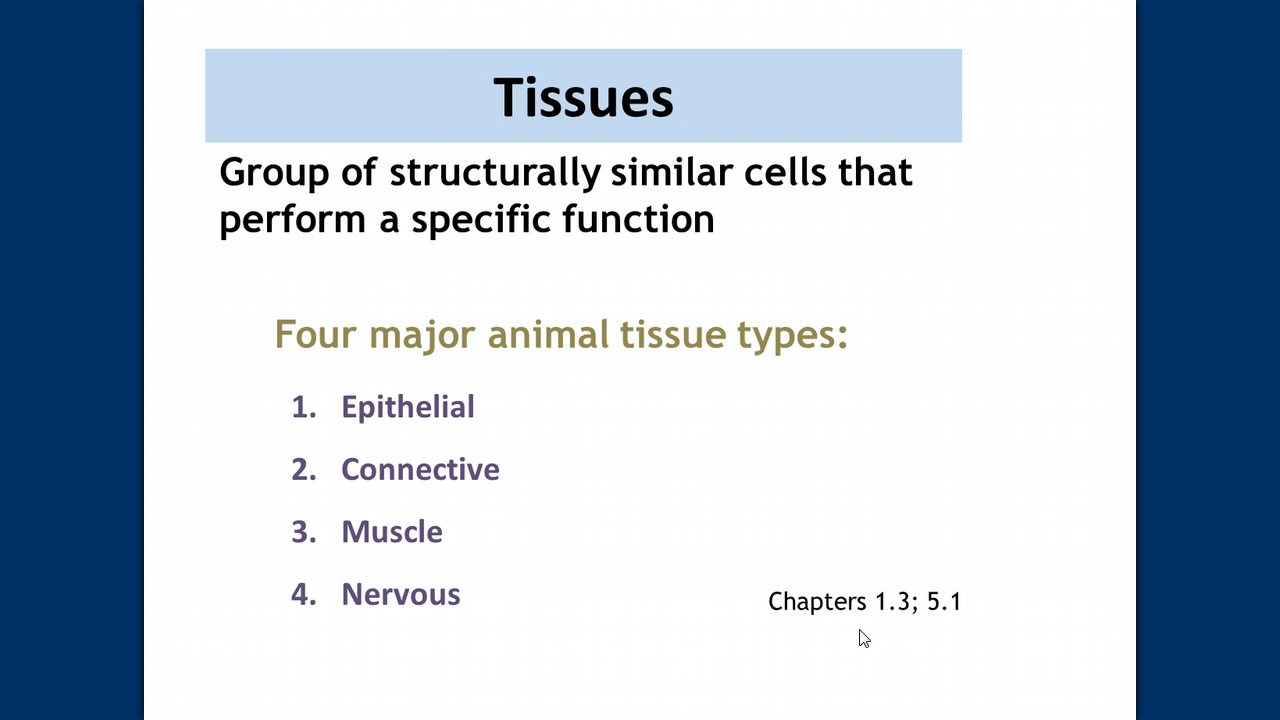 Tissues
Group of structurally similar cells that
perform a specific function
Four major animal tissue types:
1. Epithelial
2. Connective
3. Muscle
4. Nervous
Chapters 1.3; 5.1